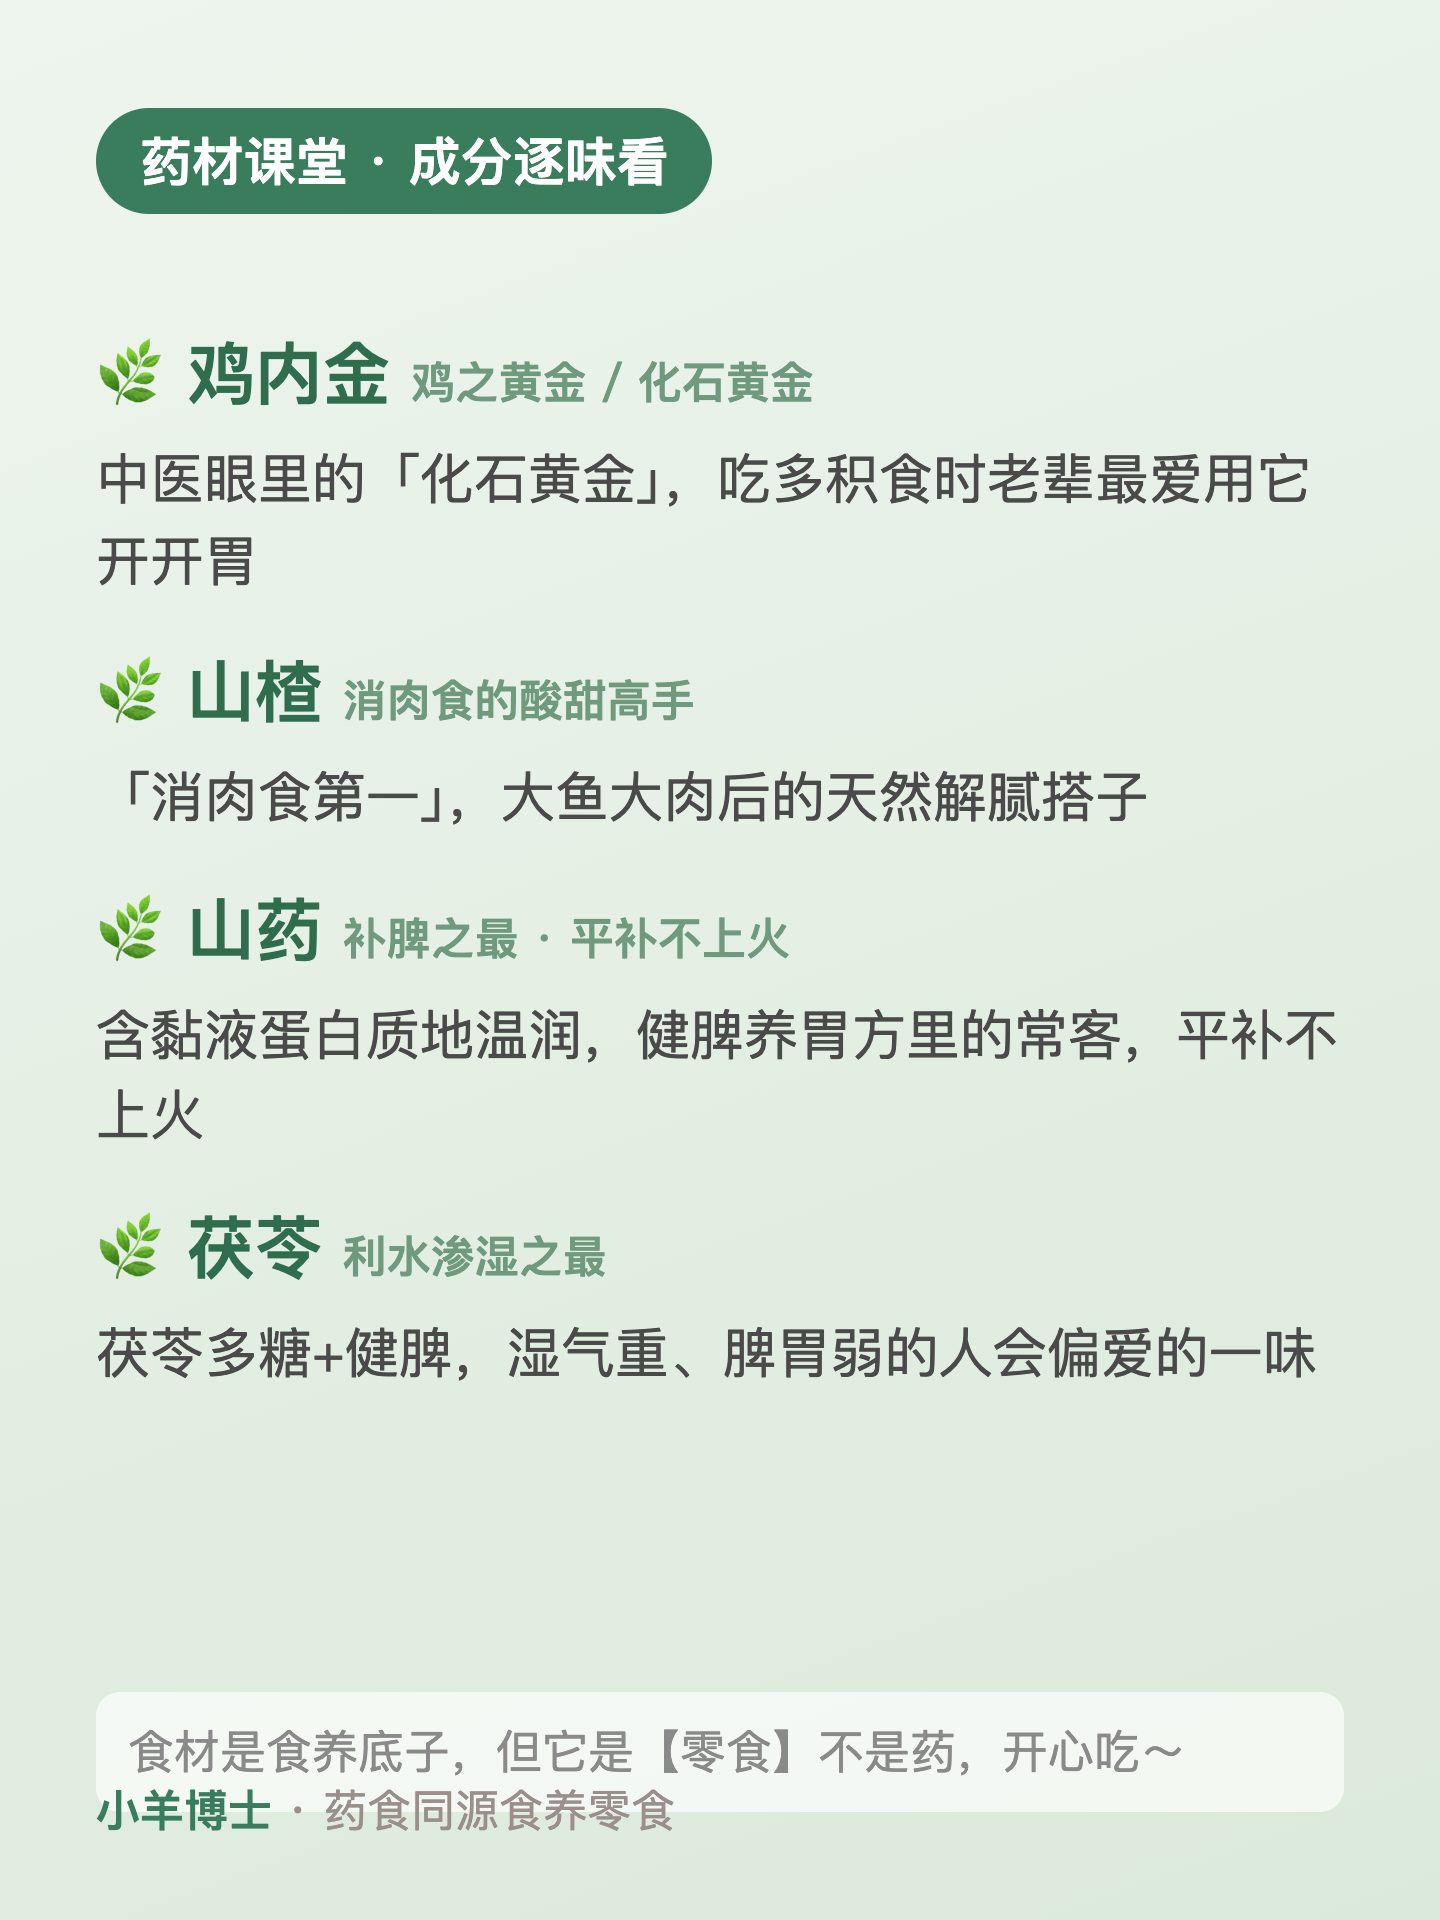 药材课堂 · 成分逐味看
鸡内金 鸡之黄金 / 化石黄金
中医眼里的「化石黄金」，吃多积食时老辈最爱用它
开开胃
山楂 消肉食的酸甜高手
「消肉食第一」，大鱼大肉后的天然解腻搭子
山药 补脾之最 · 平补不上火
含黏液蛋白质地温润，健脾养胃方里的常客，平补不
上火
茯苓 利水渗湿之最
茯苓多糖+健脾，湿气重、脾胃弱的人会偏爱的一味
食材是食养底子，但它是【零食】不是药，开心吃～
小羊博士 · 药食同源食养零食